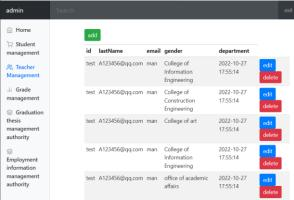 admin Search exit
Home
Student
management
Teacher
Management
Grade
management
Graduation
thesis
management
authority
Employment
information
management
authority
add
id lastName email gender department
test A123456@qq.com man College of Information Engineering 2022-10-27 17:55:14 edit delete
test A123456@qq.com man College of Construction Engineering 2022-10-27 17:55:14 edit delete
test A123456@qq.com man College of art 2022-10-27 17:55:14 edit delete
test A123456@qq.com man College of Information Engineering 2022-10-27 17:55:14 edit delete
test A123456@qq.com man office of academic affairs 2022-10-27 17:55:14 edit delete